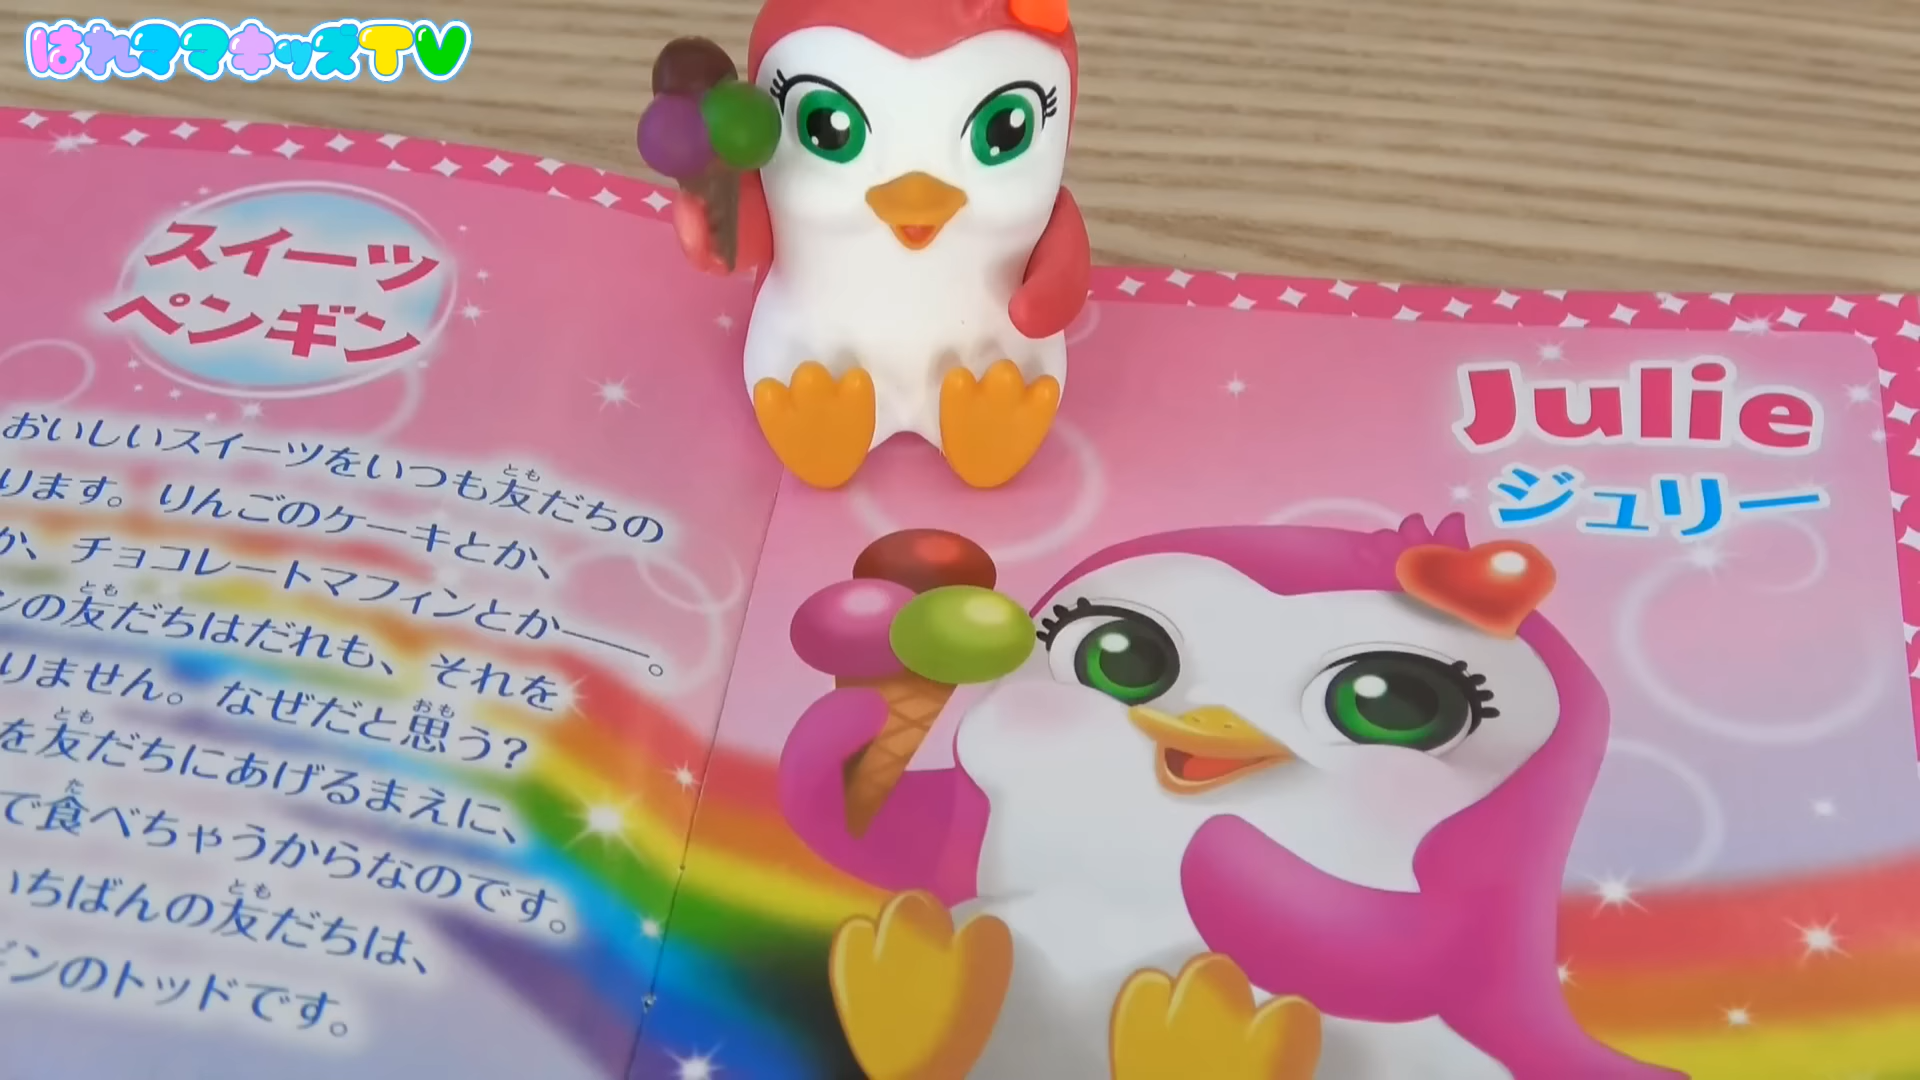 はれママキッズTV
スイーツ
ペンギン
おいしいスイーツをいつも友だちの
ります。りんごのケーキとか、
か、チョコレートマフィンとか──。
ンの友だちはだれも、それを
りません。なぜだと思う?
を友だちにあげるまえに、
で食べちゃうからなのです。
いちばんの友だちは、
ンのトッドです。
Julie
ジュリー